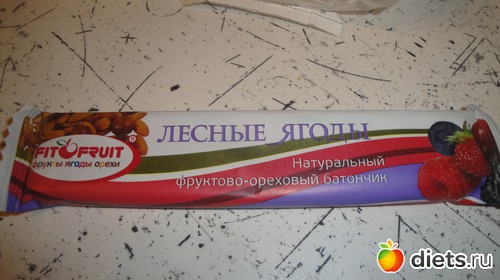 FIT FRUIT ®
фрукты ягоды орехи
ЛЕСНЫЕ ЯГОДЫ
Натуральный
фруктово-ореховый батончик
diets.ru